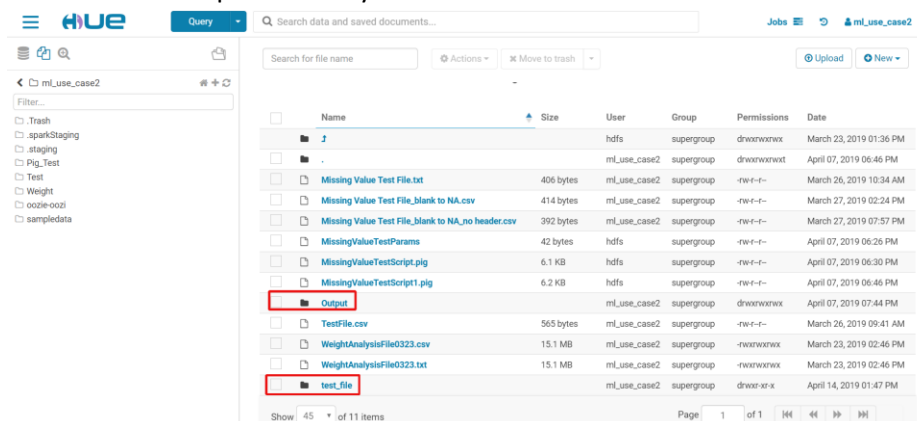 HUE Query Search data and saved documents... Jobs ml_use_case2
Search for file name Actions Move to trash Upload New
ml_use_case2
Filter...
.Trash
.sparkStaging
.staging
Pig_Test
Test
Weight
oozie-oozi
sampledata
Name Size User Group Permissions Date
hdfs supergroup drwxrwxrwx March 23, 2019 01:36 PM
. ml_use_case2 supergroup drwxrwxrwxt April 07, 2019 06:46 PM
Missing Value Test File.txt 406 bytes ml_use_case2 supergroup -rw-r--r-- March 26, 2019 10:34 AM
Missing Value Test File_blank to NA.csv 414 bytes ml_use_case2 supergroup -rw-r--r-- March 27, 2019 02:24 PM
Missing Value Test File_blank to NA_no header.csv 392 bytes ml_use_case2 supergroup -rw-r--r-- March 27, 2019 07:57 PM
MissingValueTestParams 42 bytes hdfs supergroup -rw-r--r-- April 07, 2019 06:26 PM
MissingValueTestScript.pig 6.1 KB hdfs supergroup -rw-r--r-- April 07, 2019 06:30 PM
MissingValueTestScript1.pig 6.2 KB hdfs supergroup -rw-r--r-- April 07, 2019 06:46 PM
Output ml_use_case2 supergroup drwxrwxrwx April 07, 2019 07:44 PM
TestFile.csv 565 bytes ml_use_case2 supergroup -rw-r--r-- March 26, 2019 09:41 AM
WeightAnalysisFile0323.csv 15.1 MB ml_use_case2 supergroup -rwxrwxrwx March 23, 2019 02:46 PM
WeightAnalysisFile0323.txt 15.1 MB ml_use_case2 supergroup -rwxrwxrwx March 23, 2019 02:46 PM
test_file ml_use_case2 supergroup drwxr-xr-x April 14, 2019 01:47 PM
Show 45 of 11 items Page 1 of 1